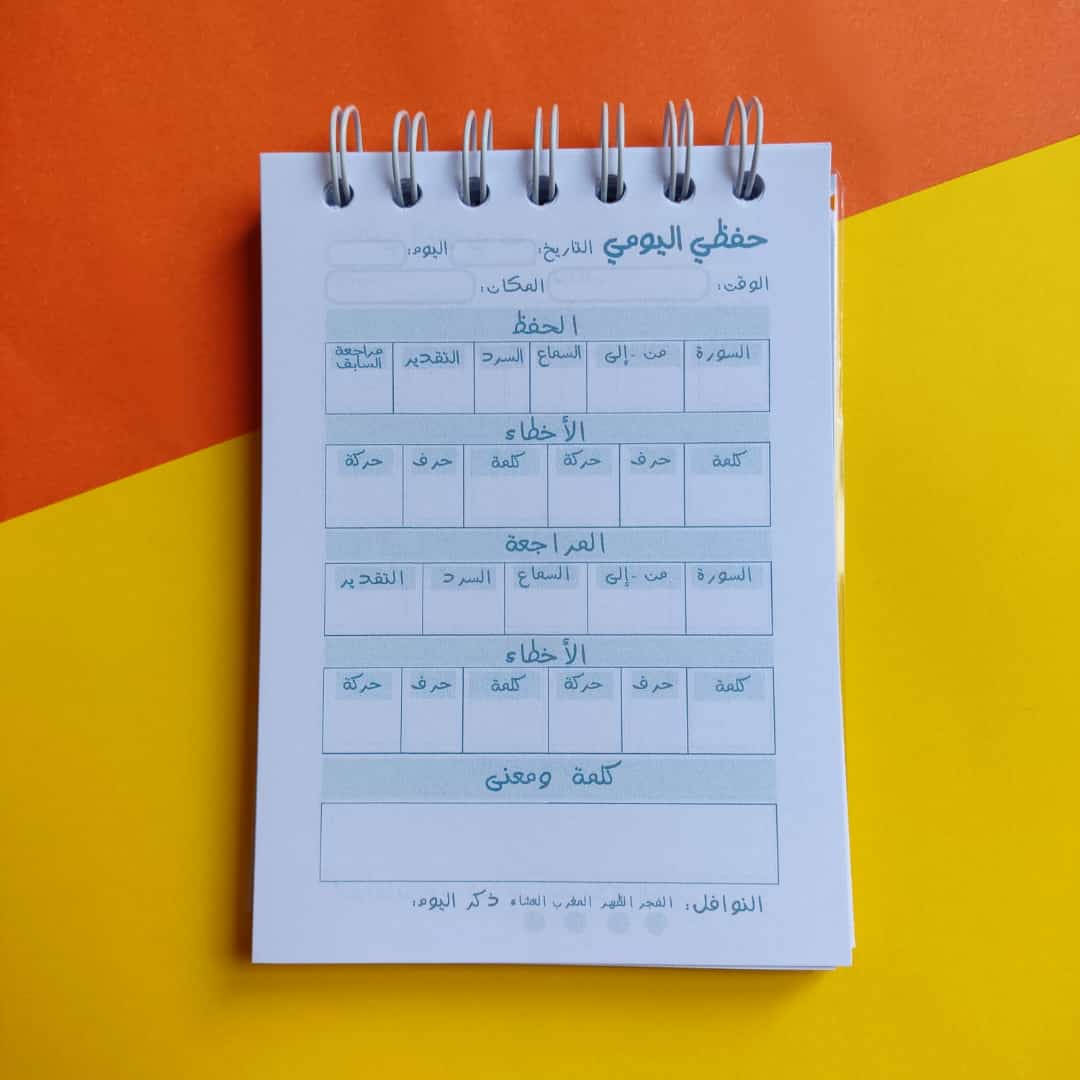 حفظي اليومي التاريخ: اليوم:
الوقت: المكان:
الحفظ
السورة من - إلى السماع السرد التقدير مراجعة السابق
الأخطاء
كلمة حرف حركة كلمة حرف حركة
المراجعة
السورة من - إلى السماع السرد التقدير
الأخطاء
كلمة حرف حركة كلمة حرف حركة
كلمة ومعنى
النوافل: الفجر الظهر المغرب العشاء ذكر اليوم: